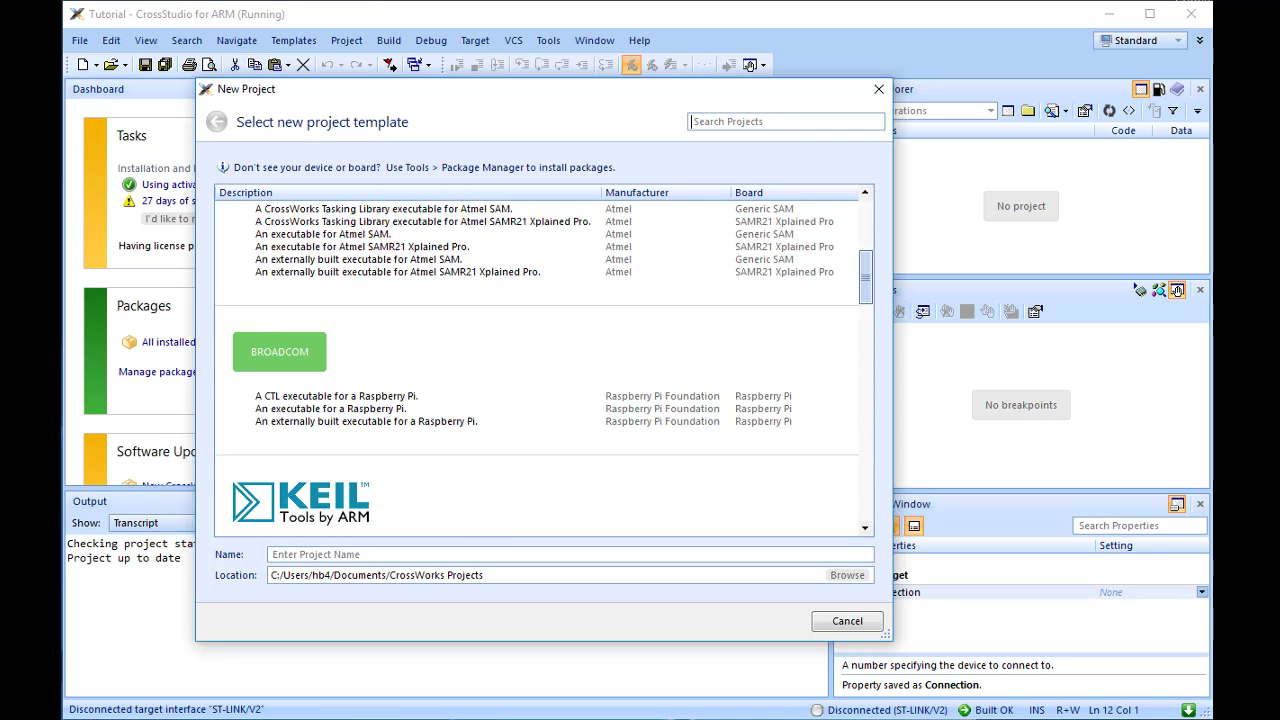 Tutorial - CrossStudio for ARM (Running)
File Edit View Search Navigate Templates Project Build Debug Target VCS Tools Window Help
Standard
Dashboard
New Project
Select new project template
Search Projects
Don't see your device or board? Use Tools > Package Manager to install packages.
Description Manufacturer Board
A CrossWorks Tasking Library executable for Atmel SAM. Atmel Generic SAM
A CrossWorks Tasking Library executable for Atmel SAMR21 Xplained Pro. Atmel SAMR21 Xplained Pro
An executable for Atmel SAM. Atmel Generic SAM
An executable for Atmel SAMR21 Xplained Pro. Atmel SAMR21 Xplained Pro
An externally built executable for Atmel SAM. Atmel Generic SAM
An externally built executable for Atmel SAMR21 Xplained Pro. Atmel SAMR21 Xplained Pro
BROADCOM
A CTL executable for a Raspberry Pi. Raspberry Pi Foundation Raspberry Pi
An executable for a Raspberry Pi. Raspberry Pi Foundation Raspberry Pi
An externally built executable for a Raspberry Pi. Raspberry Pi Foundation Raspberry Pi
KEIL™
Tools by ARM
Name: Enter Project Name
Location: C:/Users/hb4/Documents/CrossWorks Projects Browse
Cancel
Tasks
Installation and
Using activa
27 days of s
I'd like to r
Having license p
Packages
All installed
Manage package
Software Upd
Output
Show: Transcript
Checking project stat
Project up to date
orer
rations
Code Data
No project
No breakpoints
Window
Search Properties
erties Setting
get
ection None
A number specifying the device to connect to.
Property saved as Connection.
Disconnected target interface "ST-LINK/V2"
Disconnected (ST-LINK/V2) Built OK INS R+W Ln 12 Col 1